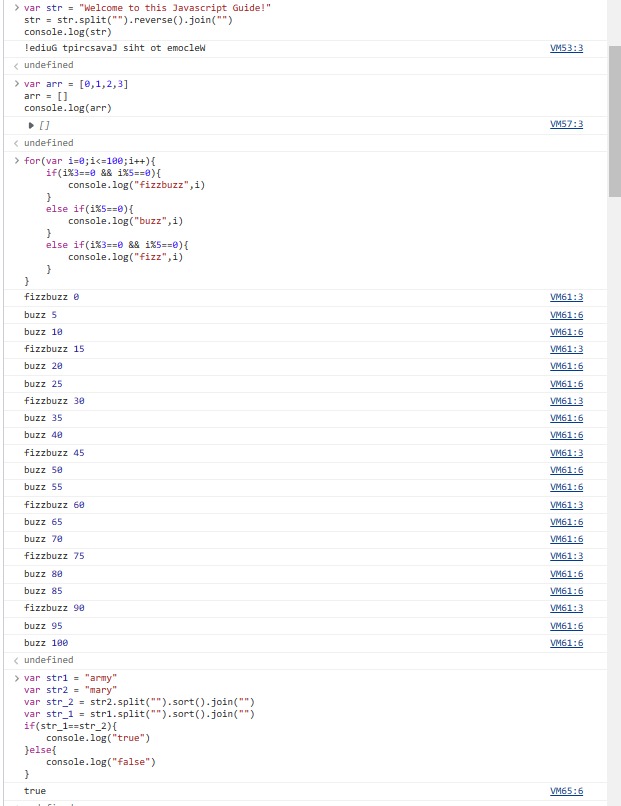 > var str = "Welcome to this Javascript Guide!"
str = str.split("").reverse().join("")
console.log(str)
!ediuG tpircsavaJ siht ot emocleW VM53:3
< undefined
> var arr = [0,1,2,3]
arr = []
console.log(arr)
▶ [] VM57:3
< undefined
> for(var i=0;i<=100;i++){
if(i%3==0 && i%5==0){
console.log("fizzbuzz",i)
}
else if(i%5==0){
console.log("buzz",i)
}
else if(i%3==0 && i%5==0){
console.log("fizz",i)
}
}
fizzbuzz 0 VM61:3
buzz 5 VM61:6
buzz 10 VM61:6
fizzbuzz 15 VM61:3
buzz 20 VM61:6
buzz 25 VM61:6
fizzbuzz 30 VM61:3
buzz 35 VM61:6
buzz 40 VM61:6
fizzbuzz 45 VM61:3
buzz 50 VM61:6
buzz 55 VM61:6
fizzbuzz 60 VM61:3
buzz 65 VM61:6
buzz 70 VM61:6
fizzbuzz 75 VM61:3
buzz 80 VM61:6
buzz 85 VM61:6
fizzbuzz 90 VM61:3
buzz 95 VM61:6
buzz 100 VM61:6
< undefined
> var str1 = "army"
var str2 = "mary"
var str_2 = str2.split("").sort().join("")
var str_1 = str1.split("").sort().join("")
if(str_1==str_2){
console.log("true")
}else{
console.log("false")
}
true VM65:6